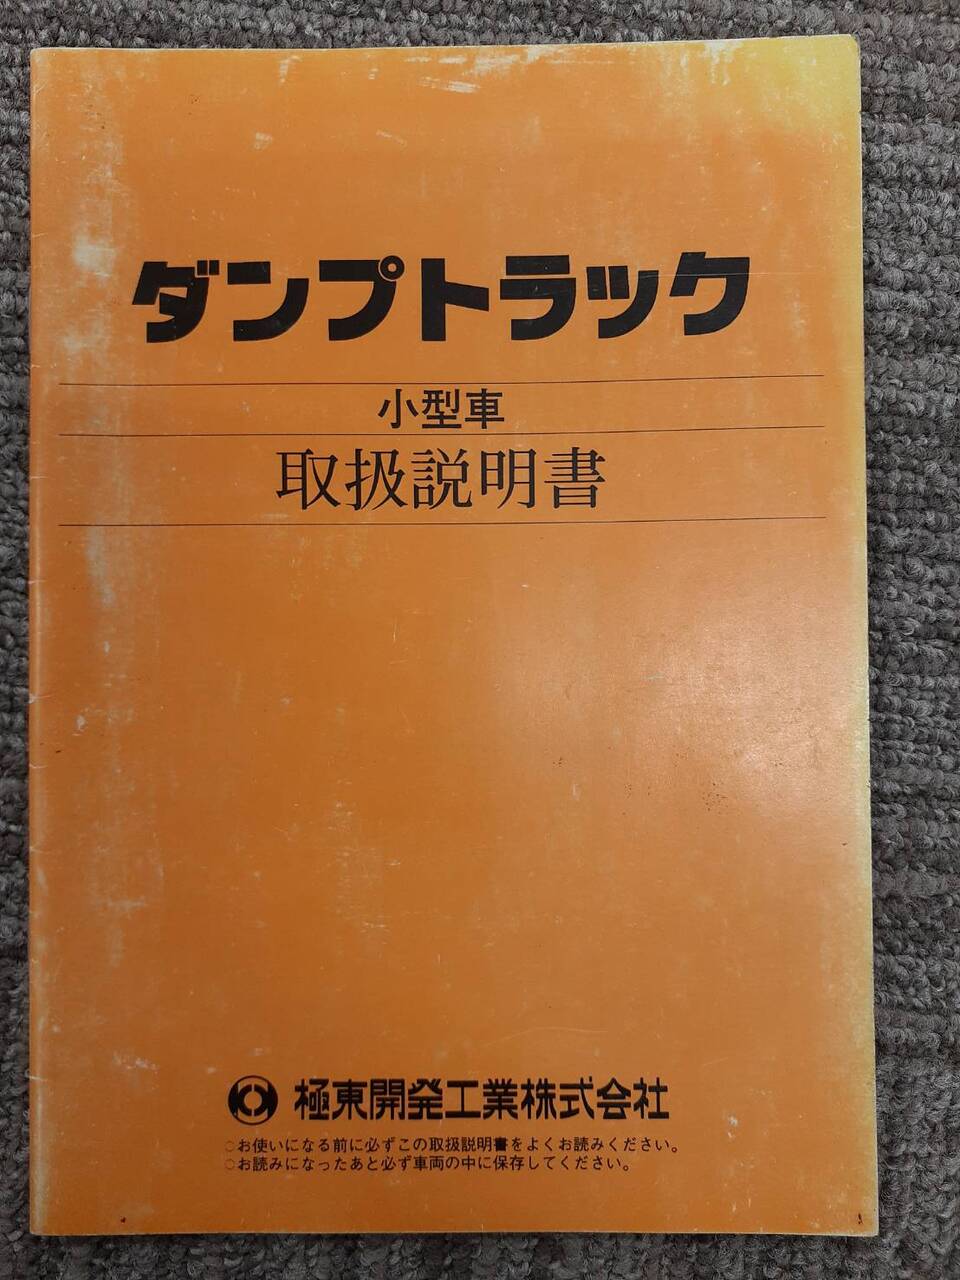 ダンプトラック
小型車
取扱説明書
極東開発工業株式会社
○お使いになる前に必ずこの取扱説明書をよくお読みください。
○お読みになったあと必ず車両の中に保存してください。